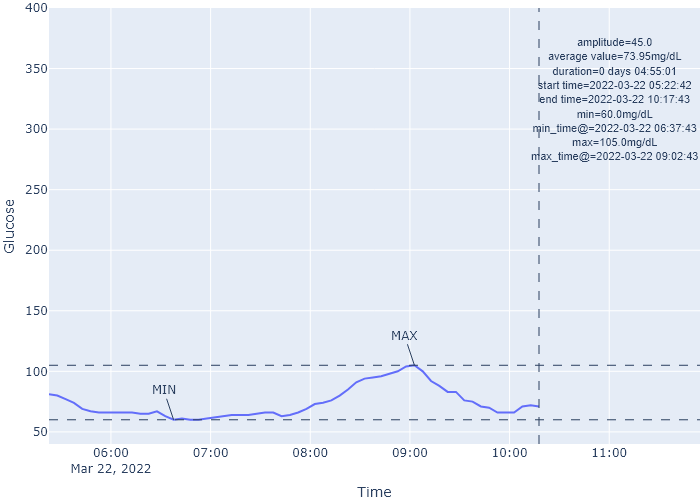 400
350
300
250
200
150
100
50
Glucose
amplitude=45.0
average value=73.95mg/dL
duration=0 days 04:55:01
start time=2022-03-22 05:22:42
end time=2022-03-22 10:17:43
min=60.0mg/dL
min_time@=2022-03-22 06:37:43
max=105.0mg/dL
max_time@=2022-03-22 09:02:43
MAX
MIN
06:00 07:00 08:00 09:00 10:00 11:00
Mar 22, 2022
Time